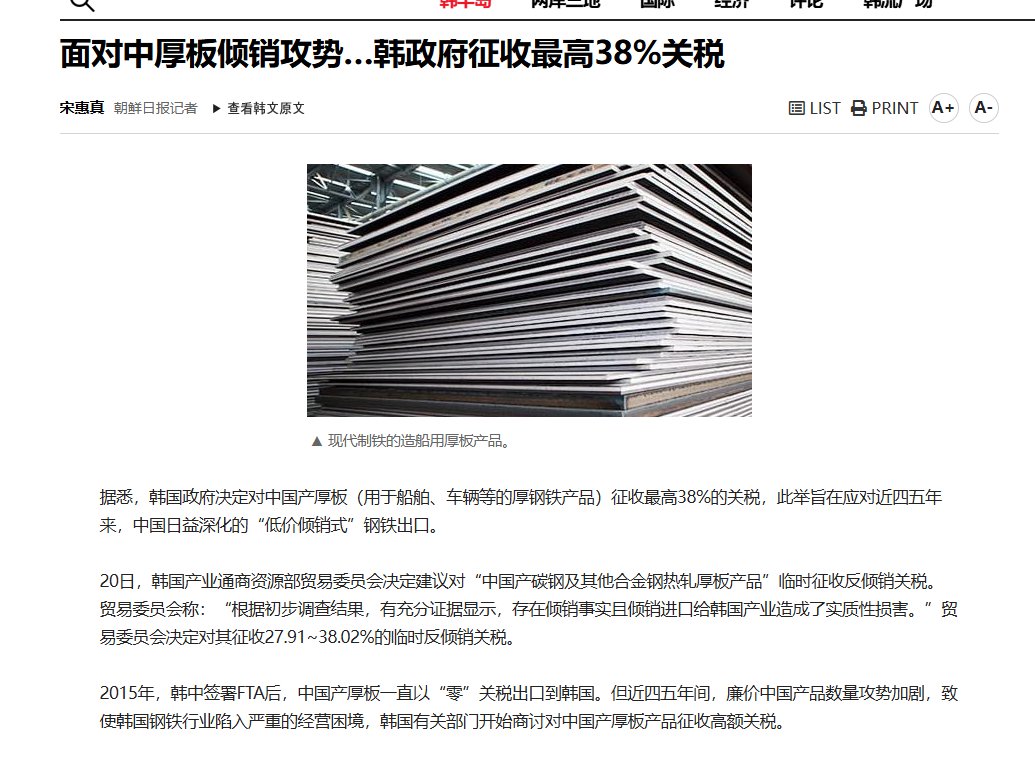 韩半岛 两岸三地 国际 经济 评论 韩流广场
面对中厚板倾销攻势…韩政府征收最高38%关税
宋惠真 朝鲜日报记者 ▶ 查看韩文原文 LIST PRINT A+ A-
▲ 现代制铁的造船用厚板产品。
据悉，韩国政府决定对中国产厚板（用于船舶、车辆等的厚钢铁产品）征收最高38%的关税，此举旨在应对近四五年
来，中国日益深化的“低价倾销式”钢铁出口。
20日，韩国产业通商资源部贸易委员会决定建议对“中国产碳钢及其他合金钢热轧厚板产品”临时征收反倾销关税。
贸易委员会称：“根据初步调查结果，有充分证据显示，存在倾销事实且倾销进口给韩国产业造成了实质性损害。”贸
易委员会决定对其征收27.91~38.02%的临时反倾销关税。
2015年，韩中签署FTA后，中国产厚板一直以“零”关税出口到韩国。但近四五年间，廉价中国产品数量攻势加剧，致
使韩国钢铁行业陷入严重的经营困境，韩国有关部门开始商讨对中国产厚板产品征收高额关税。